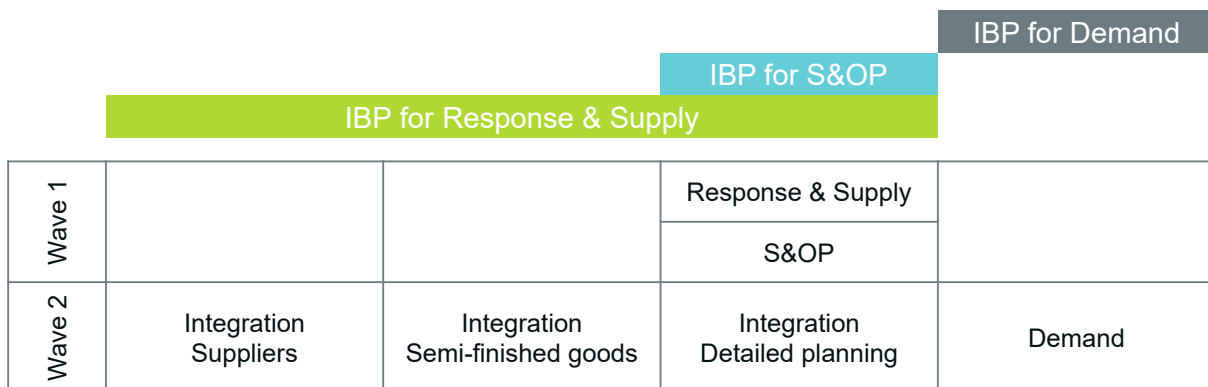 IBP for Demand
IBP for S&OP
IBP for Response & Supply
Wave 1
Response & Supply
S&OP
Wave 2
Integration
Suppliers
Integration
Semi-finished goods
Integration
Detailed planning
Demand